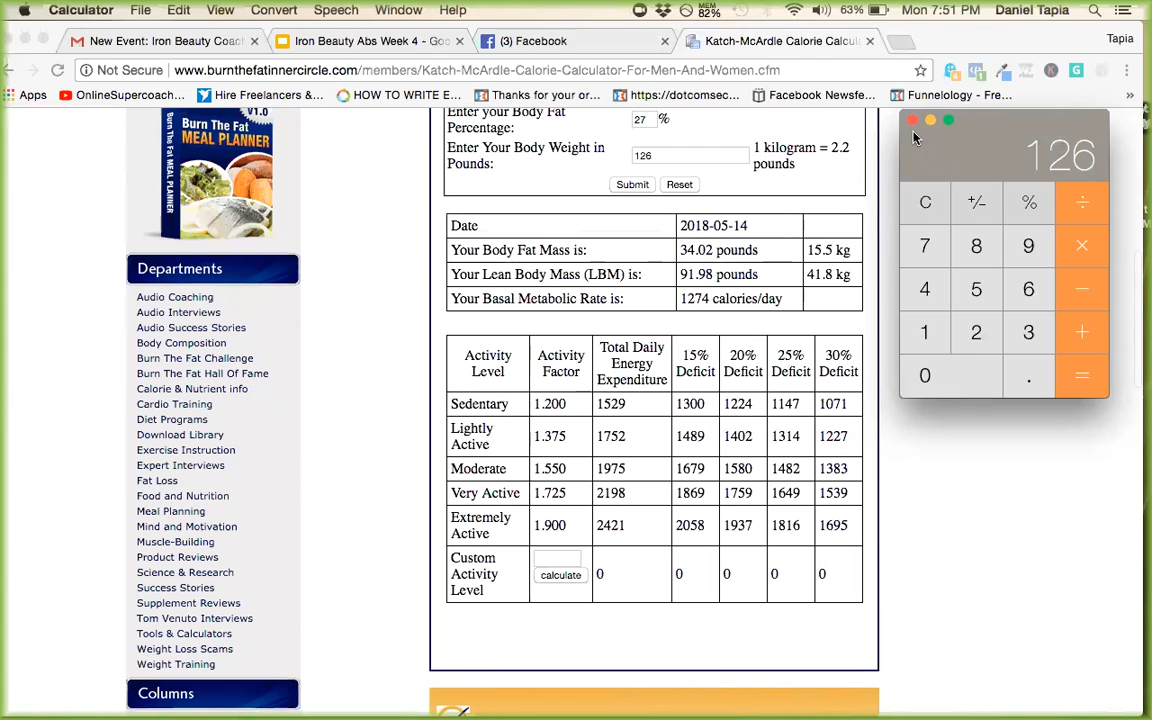 Calculator File Edit View Convert Speech Window Help MEM 82% 63% Mon 7:51 PM Daniel Tapia
New Event: Iron Beauty Coac Iron Beauty Abs Week 4 - Goo (3) Facebook Katch-McArdle Calorie Calcula Tapia
Not Secure www.burnthefatinnercircle.com/members/Katch-McArdle-Calorie-Calculator-For-Men-And-Women.cfm
Apps OnlineSupercoach... Hire Freelancers &... HOW TO WRITE E... Thanks for your or... https://dotcomsec... Facebook Newsfe... Funnelology - Fre... »
V1.0
Burn The Fat
MEAL PLANNER
Burn The Fat MEAL PLANNER
Departments
Audio Coaching
Audio Interviews
Audio Success Stories
Body Composition
Burn The Fat Challenge
Burn The Fat Hall Of Fame
Calorie & Nutrient info
Cardio Training
Diet Programs
Download Library
Exercise Instruction
Expert Interviews
Fat Loss
Food and Nutrition
Meal Planning
Mind and Motivation
Muscle-Building
Product Reviews
Science & Research
Success Stories
Supplement Reviews
Tom Venuto Interviews
Tools & Calculators
Weight Loss Scams
Weight Training
Columns
Enter your Body Fat
Percentage: 27 %
Enter Your Body Weight in
Pounds: 126 1 kilogram = 2.2
pounds
Submit Reset
Date 2018-05-14
Your Body Fat Mass is: 34.02 pounds 15.5 kg
Your Lean Body Mass (LBM) is: 91.98 pounds 41.8 kg
Your Basal Metabolic Rate is: 1274 calories/day
Activity Level Activity Factor Total Daily Energy Expenditure 15% Deficit 20% Deficit 25% Deficit 30% Deficit
Sedentary 1.200 1529 1300 1224 1147 1071
Lightly Active 1.375 1752 1489 1402 1314 1227
Moderate 1.550 1975 1679 1580 1482 1383
Very Active 1.725 2198 1869 1759 1649 1539
Extremely Active 1.900 2421 2058 1937 1816 1695
Custom Activity Level calculate 0 0 0 0 0
126
C +/- % ÷
7 8 9 ×
4 5 6 −
1 2 3 +
0 . =